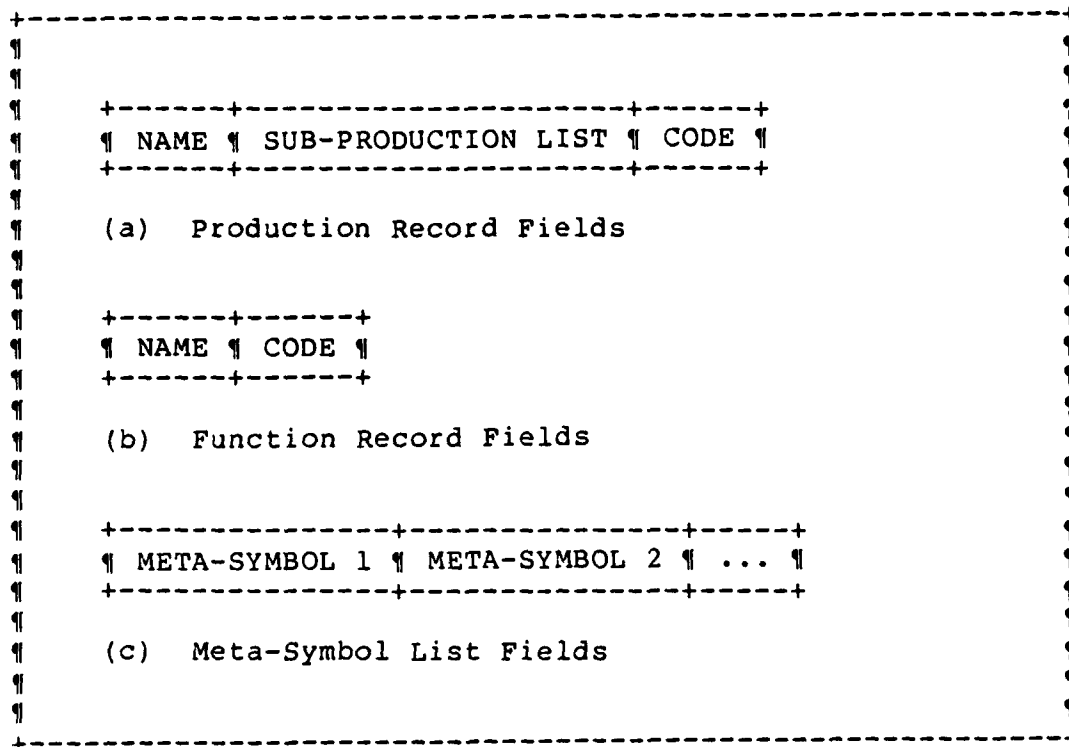 +------+---------------------+------+
¶ NAME ¶ SUB-PRODUCTION LIST ¶ CODE ¶
+------+---------------------+------+
(a) Production Record Fields
+------+------+
¶ NAME ¶ CODE ¶
+------+------+
(b) Function Record Fields
+---------------+---------------+-----+
¶ META-SYMBOL 1 ¶ META-SYMBOL 2 ¶ ... ¶
+---------------+---------------+-----+
(c) Meta-Symbol List Fields